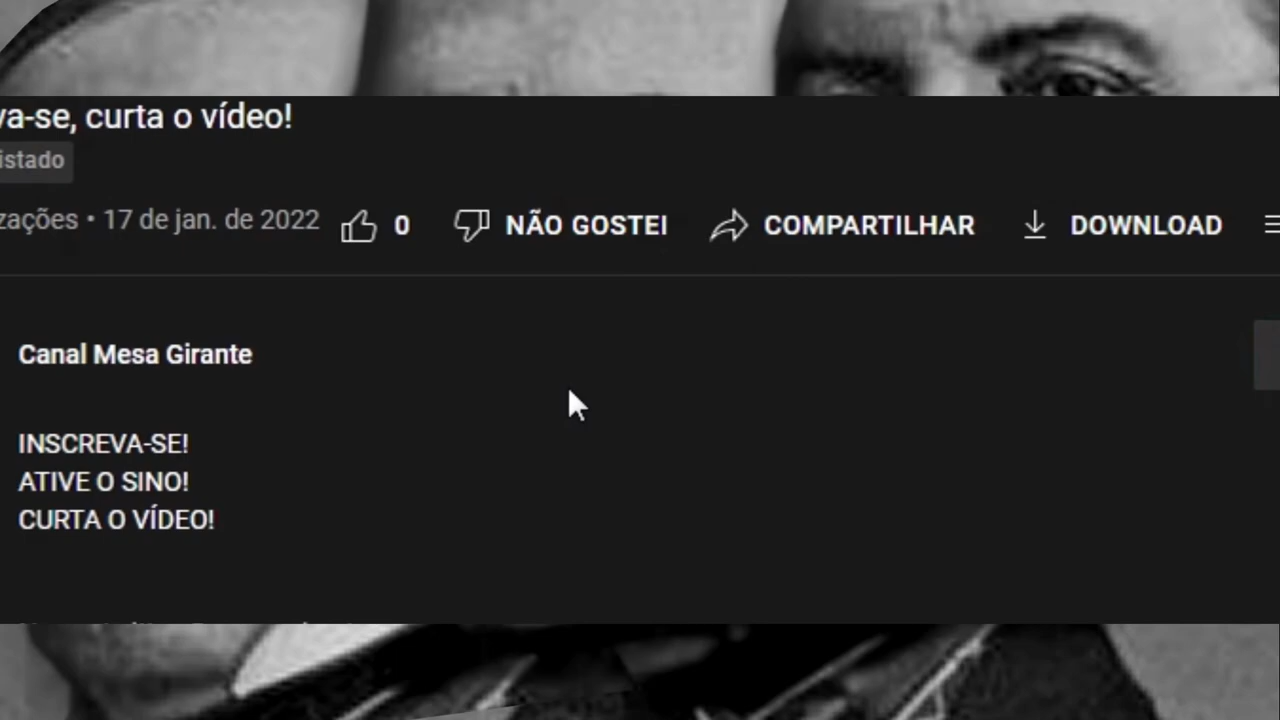 va-se, curta o vídeo!
istado
zações • 17 de jan. de 2022 0 NÃO GOSTEI COMPARTILHAR DOWNLOAD
Canal Mesa Girante
INSCREVA-SE!
ATIVE O SINO!
CURTA O VÍDEO!